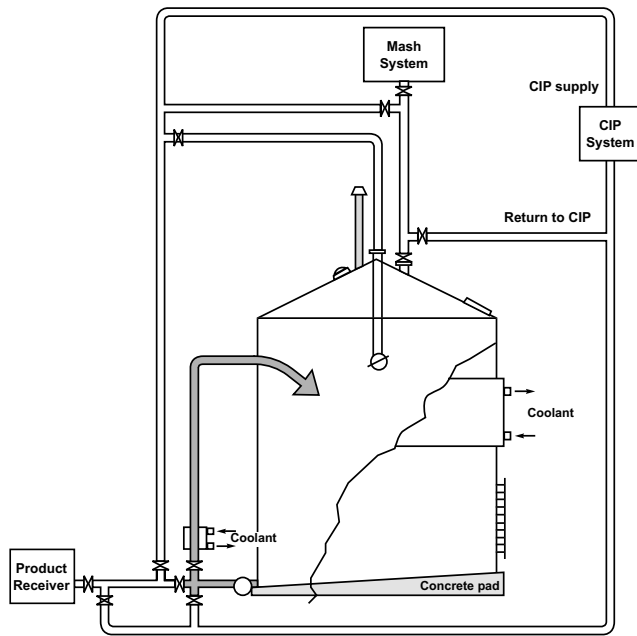 Mash
System
CIP supply
CIP
System
Return to CIP
Coolant
Coolant
Product
Receiver
Concrete pad